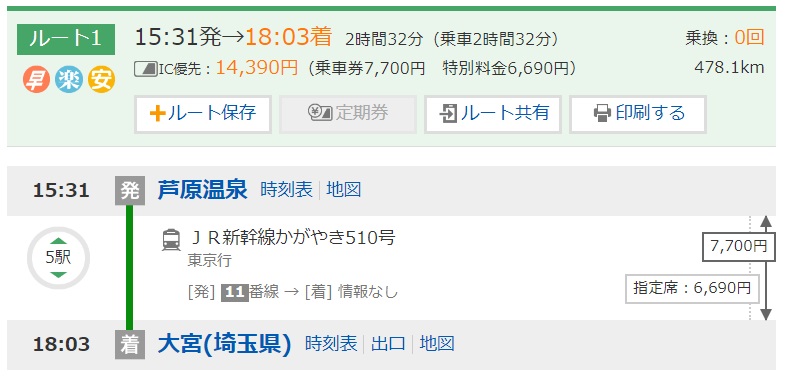 ルート1
15:31発→18:03着 2時間32分（乗車2時間32分） 乗換：0回
早 楽 安 IC優先：14,390円（乗車券7,700円 特別料金6,690円） 478.1km
ルート保存 定期券 ルート共有 印刷する
15:31 発 芦原温泉 時刻表 地図
5駅
ＪＲ新幹線かがやき510号
東京行
[発] 11番線 → [着] 情報なし
7,700円
指定席：6,690円
18:03 着 大宮(埼玉県) 時刻表 出口 地図